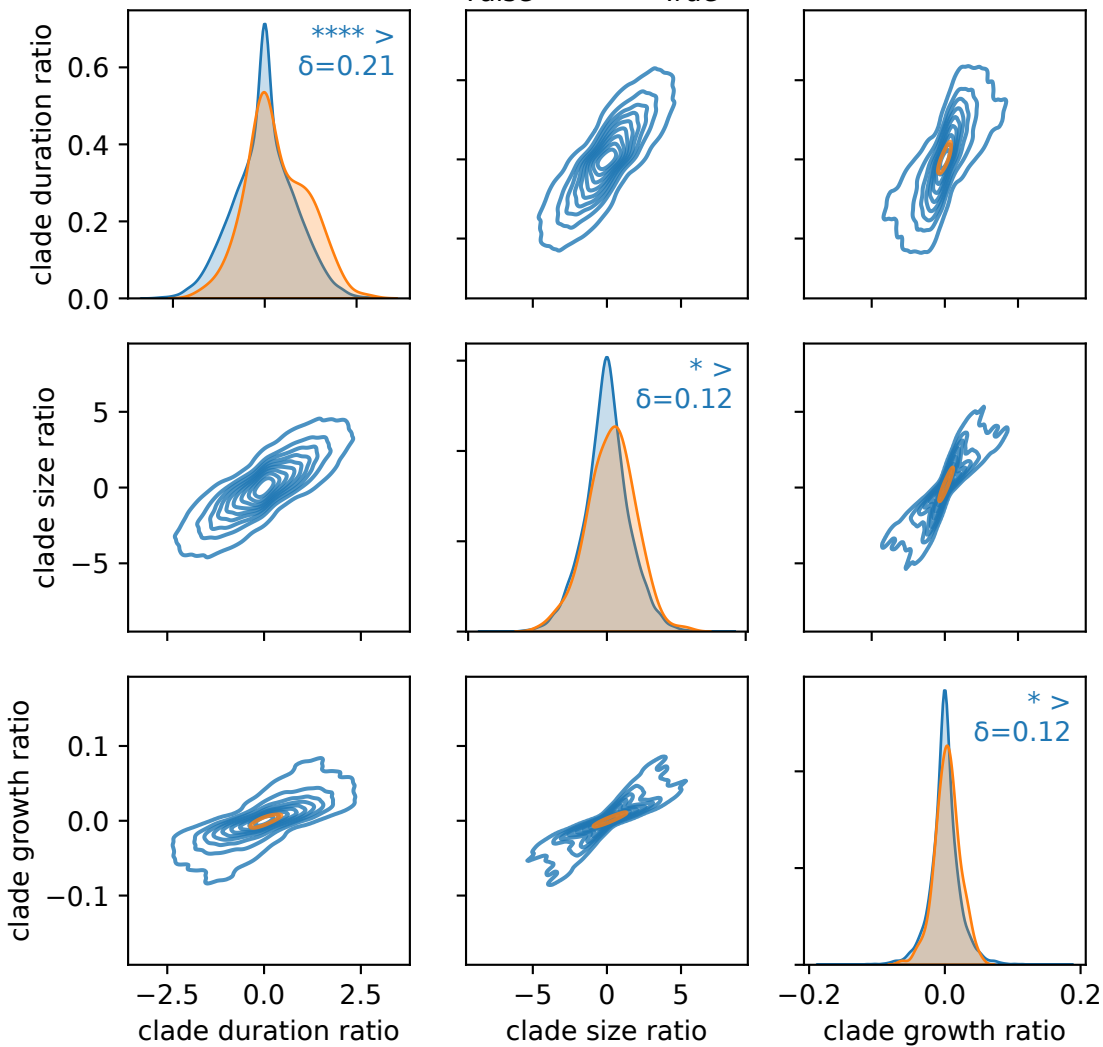 **** >
δ=0.21
clade duration ratio
0.6
0.4
0.2
0.0
* >
δ=0.12
clade size ratio
5
0
−5
* >
δ=0.12
clade growth ratio
0.1
0.0
−0.1
−2.5 0.0 2.5
−5 0 5
−0.2 0.0 0.2
clade duration ratio
clade size ratio
clade growth ratio